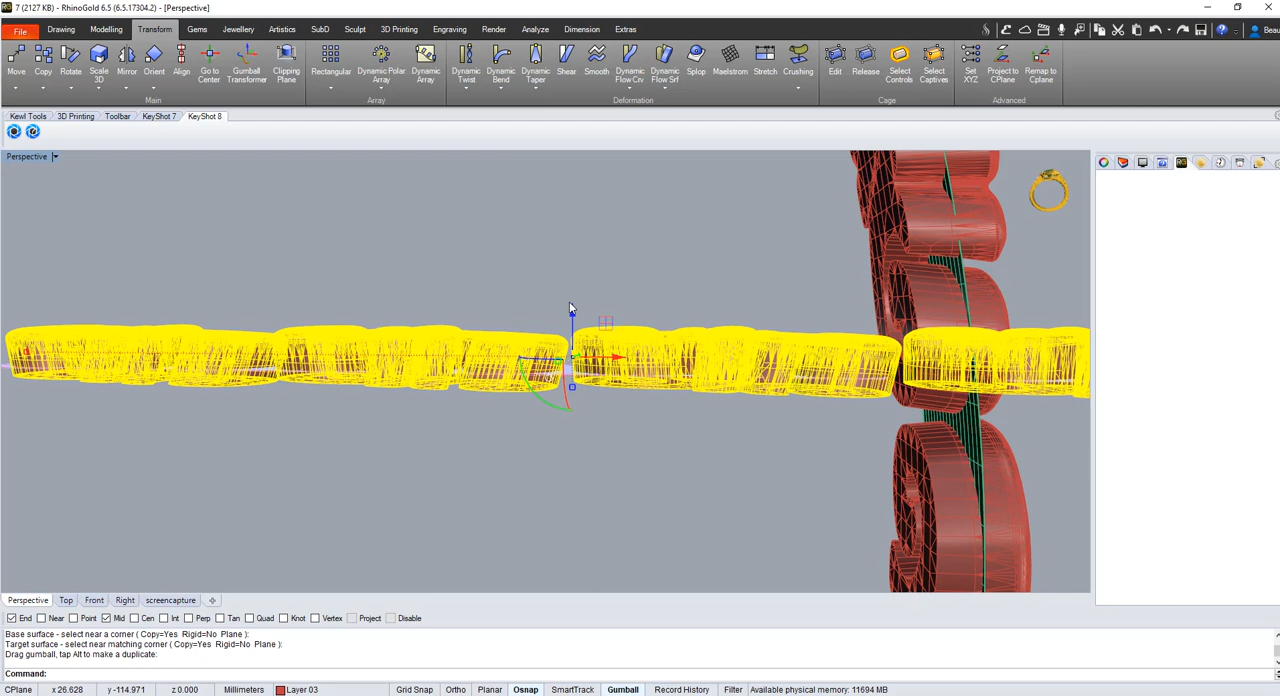 7 (2127 KB) - RhinoGold 6.5 (6.5.17304.2) - [Perspective]
File Drawing Modelling Transform Gems Jewellery Artistics SubD Sculpt 3D Printing Engraving Render Analyze Dimension Extras Beau
Move Copy Rotate Scale 3D Mirror Orient Align Go to Center Gumball Transformer Clipping Plane Rectangular Dynamic Polar Array Dynamic Array Dynamic Twist Dynamic Bend Dynamic Taper Shear Smooth Dynamic Flow Crv Dynamic Flow Srf Splop Maelstrom Stretch Crushing Edit Release Select Controls Select Captives Set XYZ Project to CPlane Remap to Cplane
Main Array Deformation Cage Advanced
Kewl Tools 3D Printing Toolbar KeyShot 7 KeyShot 8
Perspective
Perspective Top Front Right screencapture
End Near Point Mid Cen Int Perp Tan Quad Knot Vertex Project Disable
Base surface - select near a corner ( Copy=Yes Rigid=No Plane ):
Target surface - select near matching corner ( Copy=Yes Rigid=No Plane ):
Drag gumball, tap Alt to make a duplicate:
Command:
CPlane x 26.628 y -114.971 z 0.000 Millimeters Layer 03 Grid Snap Ortho Planar Osnap SmartTrack Gumball Record History Filter Available physical memory: 11694 MB